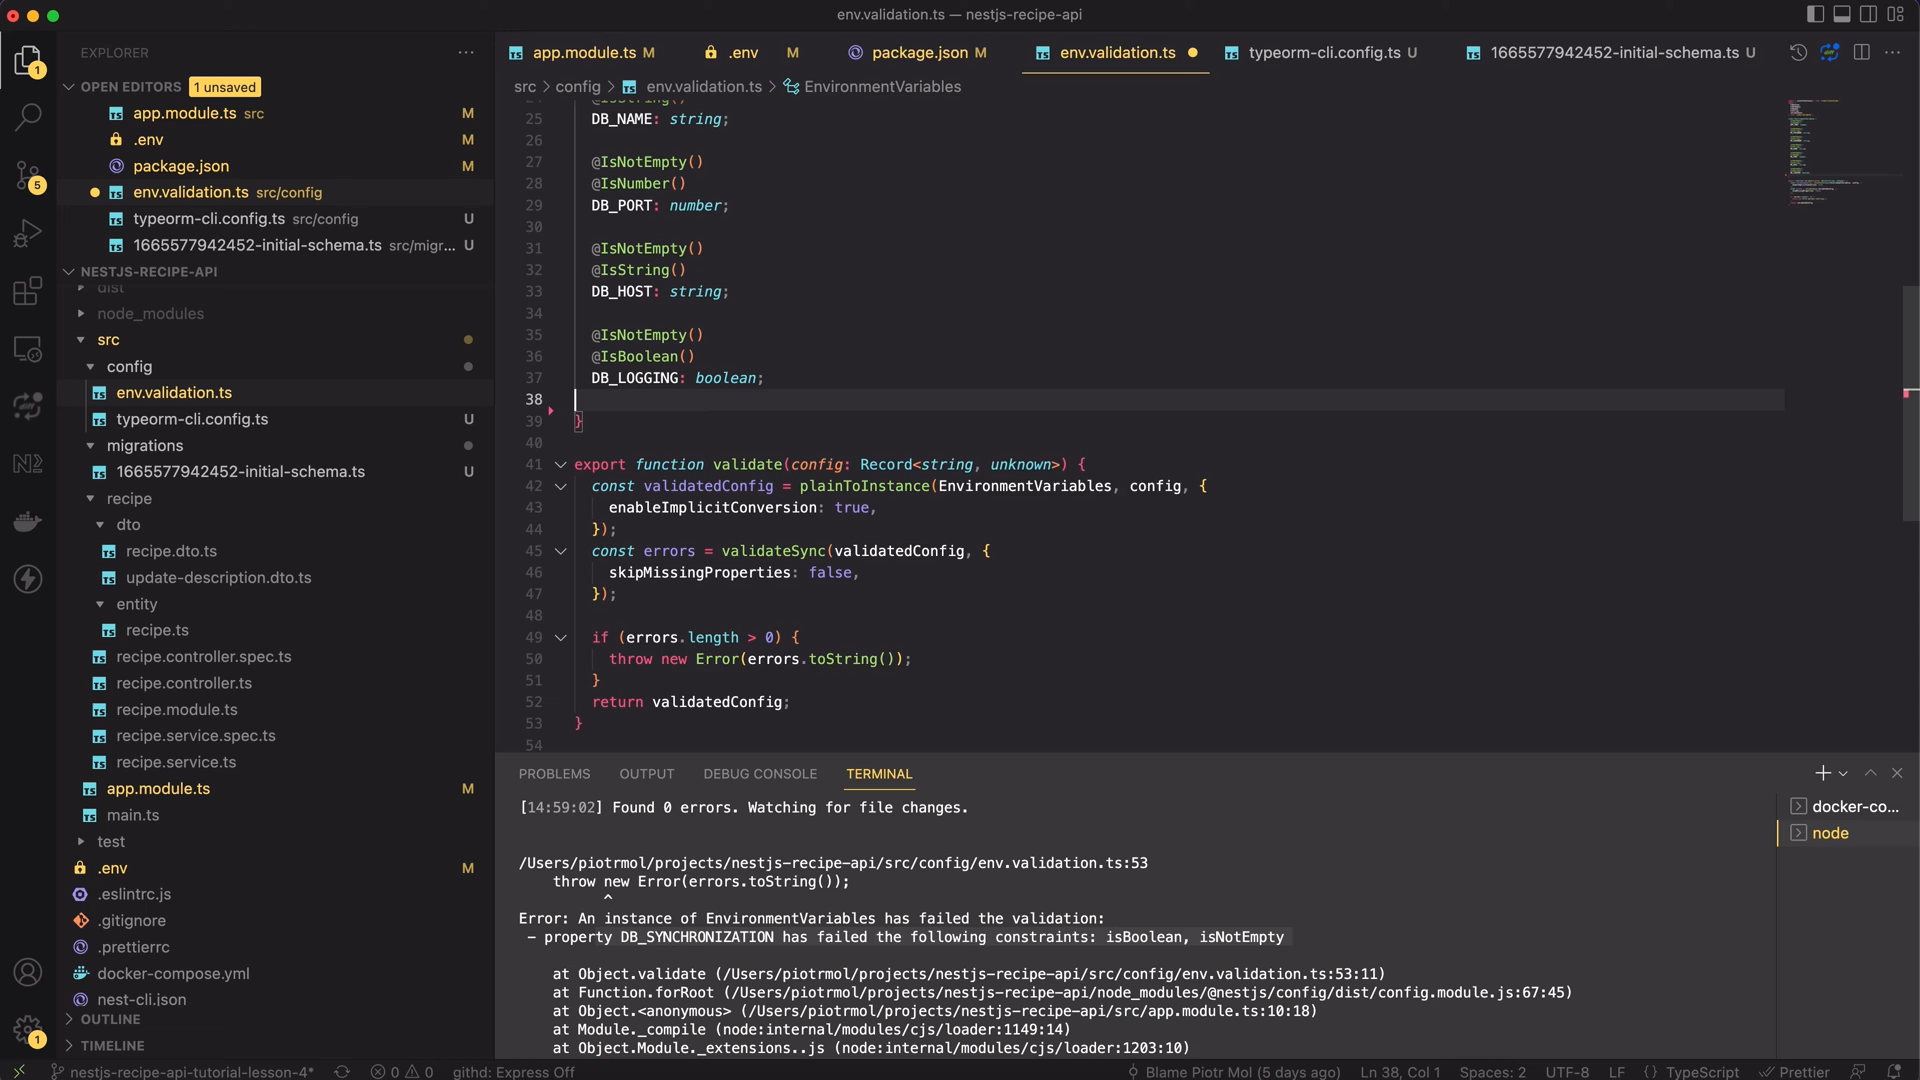 env.validation.ts — nestjs-recipe-api
EXPLORER
1
OPEN EDITORS 1 unsaved
app.module.ts src M
.env M
package.json M
env.validation.ts src/config
typeorm-cli.config.ts src/config U
1665577942452-initial-schema.ts src/migr... U
NESTJS-RECIPE-API
dist
node_modules
src
config
env.validation.ts
typeorm-cli.config.ts U
migrations
1665577942452-initial-schema.ts U
recipe
dto
recipe.dto.ts
update-description.dto.ts
entity
recipe.ts
recipe.controller.spec.ts
recipe.controller.ts
recipe.module.ts
recipe.service.spec.ts
recipe.service.ts
app.module.ts M
main.ts
test
.env M
.eslintrc.js
.gitignore
.prettierrc
docker-compose.yml
nest-cli.json
OUTLINE
TIMELINE
5
1
app.module.ts M
.env M
package.json M
env.validation.ts
typeorm-cli.config.ts U
1665577942452-initial-schema.ts U
src > config > env.validation.ts > EnvironmentVariables
24 @IsString()
25 DB_NAME: string;
26
27 @IsNotEmpty()
28 @IsNumber()
29 DB_PORT: number;
30
31 @IsNotEmpty()
32 @IsString()
33 DB_HOST: string;
34
35 @IsNotEmpty()
36 @IsBoolean()
37 DB_LOGGING: boolean;
38
39 }
40
41 export function validate(config: Record<string, unknown>) {
42 const validatedConfig = plainToInstance(EnvironmentVariables, config, {
43 enableImplicitConversion: true,
44 });
45 const errors = validateSync(validatedConfig, {
46 skipMissingProperties: false,
47 });
48
49 if (errors.length > 0) {
50 throw new Error(errors.toString());
51 }
52 return validatedConfig;
53 }
54
PROBLEMS OUTPUT DEBUG CONSOLE TERMINAL
[14:59:02] Found 0 errors. Watching for file changes.
/Users/piotrmol/projects/nestjs-recipe-api/src/config/env.validation.ts:53
throw new Error(errors.toString());
^
Error: An instance of EnvironmentVariables has failed the validation:
- property DB_SYNCHRONIZATION has failed the following constraints: isBoolean, isNotEmpty
at Object.validate (/Users/piotrmol/projects/nestjs-recipe-api/src/config/env.validation.ts:53:11)
at Function.forRoot (/Users/piotrmol/projects/nestjs-recipe-api/node_modules/@nestjs/config/dist/config.module.js:67:45)
at Object.<anonymous> (/Users/piotrmol/projects/nestjs-recipe-api/src/app.module.ts:10:18)
at Module._compile (node:internal/modules/cjs/loader:1149:14)
at Object.Module._extensions..js (node:internal/modules/cjs/loader:1203:10)
docker-co...
node
nestjs-recipe-api-tutorial-lesson-4* 0 0 githd: Express Off
Blame Piotr Mol (5 days ago) Ln 38, Col 1 Spaces: 2 UTF-8 LF {} TypeScript Prettier